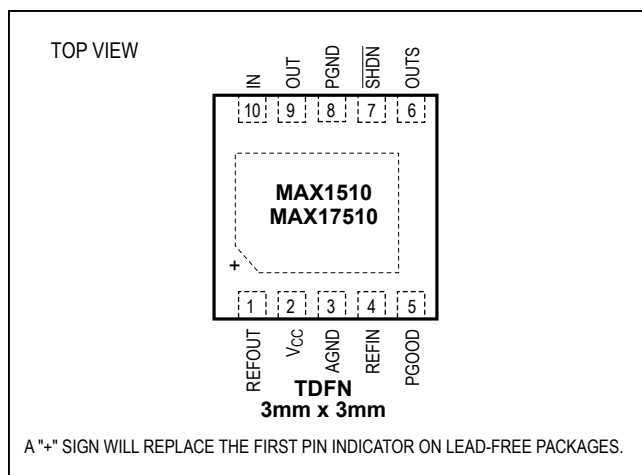 TOP VIEW
IN
OUT
PGND
SHDN
OUTS
10
9
8
7
6
MAX1510
MAX17510
+
1
2
3
4
5
REFOUT
VCC
AGND
REFIN
PGOOD
TDFN
3mm x 3mm
A "+" SIGN WILL REPLACE THE FIRST PIN INDICATOR ON LEAD-FREE PACKAGES.